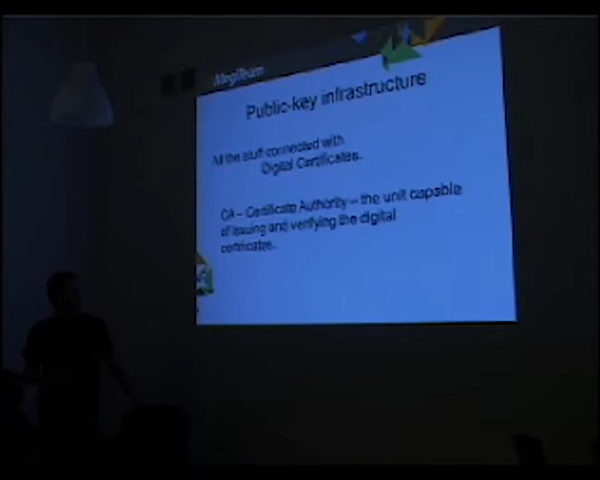 MagTeam
Public-key infrastructure
All the stuff connected with
Digital Certificates.
CA – Certificate Authority – the unit capable
of issuing and verifying the digital
certificates.